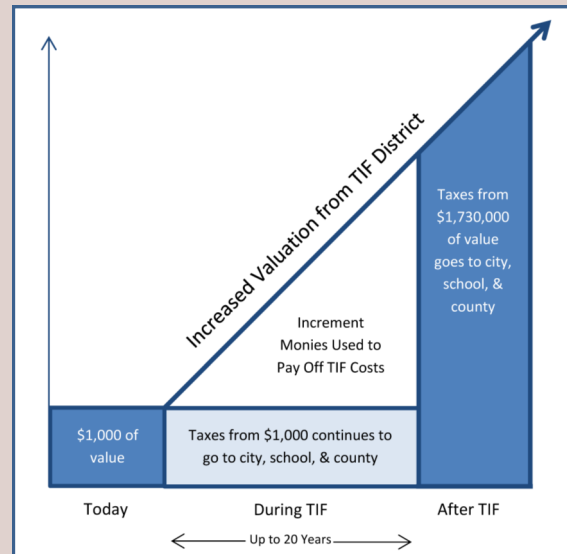 Increased Valuation from TIF District
Taxes from
$1,730,000
of value
goes to city,
school, &
county
Increment
Monies Used to
Pay Off TIF Costs
$1,000 of
value
Taxes from $1,000 continues to
go to city, school, & county
Today
During TIF
After TIF
Up to 20 Years